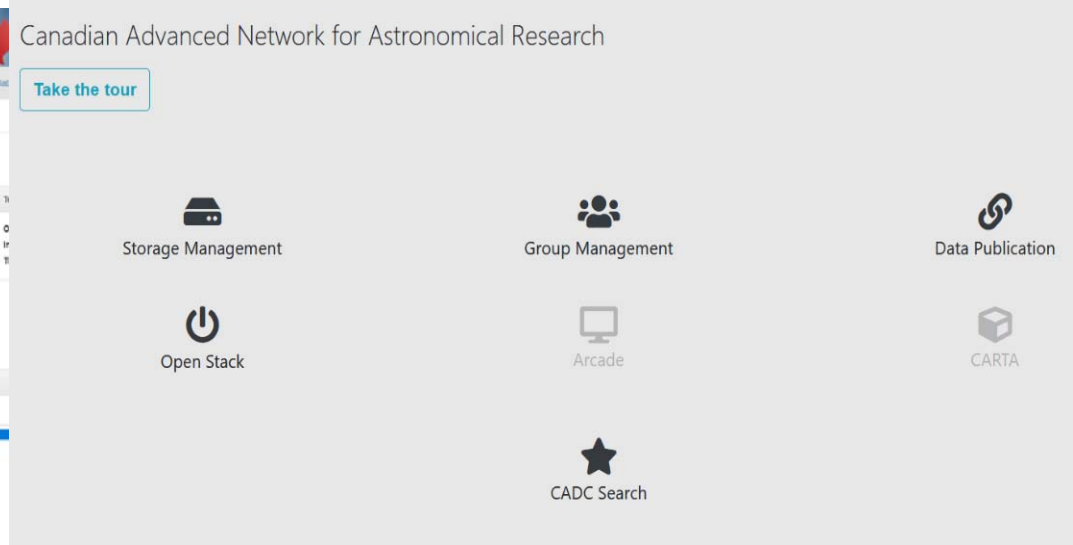 Canadian Advanced Network for Astronomical Research
Take the tour
Storage Management
Group Management
Data Publication
Open Stack
Arcade
CARTA
CADC Search